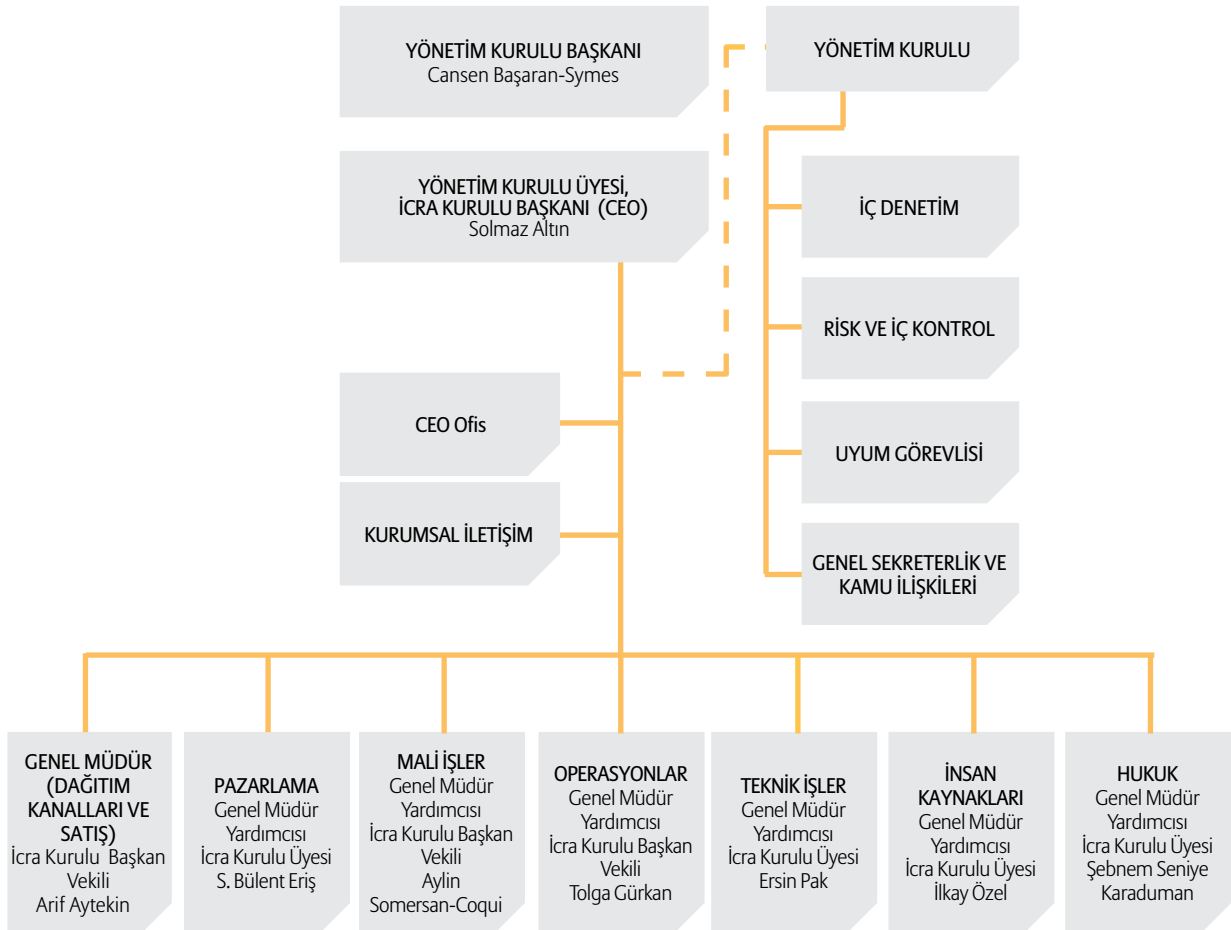 YÖNETİM KURULU BAŞKANI
Cansen Başaran-Symes
YÖNETİM KURULU
YÖNETİM KURULU ÜYESİ,
İCRA KURULU BAŞKANI (CEO)
Solmaz Altın
İÇ DENETİM
RİSK VE İÇ KONTROL
CEO Ofis
UYUM GÖREVLİSİ
KURUMSAL İLETİŞİM
GENEL SEKRETERLİK VE
KAMU İLİŞKİLERİ
GENEL MÜDÜR
(DAĞITIM
KANALLARI VE
SATIŞ)
İcra Kurulu Başkan
Vekili
Arif Aytekin
PAZARLAMA
Genel Müdür
Yardımcısı
İcra Kurulu Üyesi
S. Bülent Eriş
MALİ İŞLER
Genel Müdür
Yardımcısı
İcra Kurulu Başkan
Vekili
Aylin
Somersan-Coqui
OPERASYONLAR
Genel Müdür
Yardımcısı
İcra Kurulu Başkan
Vekili
Tolga Gürkan
TEKNİK İŞLER
Genel Müdür
Yardımcısı
İcra Kurulu Üyesi
Ersin Pak
İNSAN
KAYNAKLARI
Genel Müdür
Yardımcısı
İcra Kurulu Üyesi
İlkay Özel
HUKUK
Genel Müdür
Yardımcısı
İcra Kurulu Üyesi
Şebnem Seniye
Karaduman